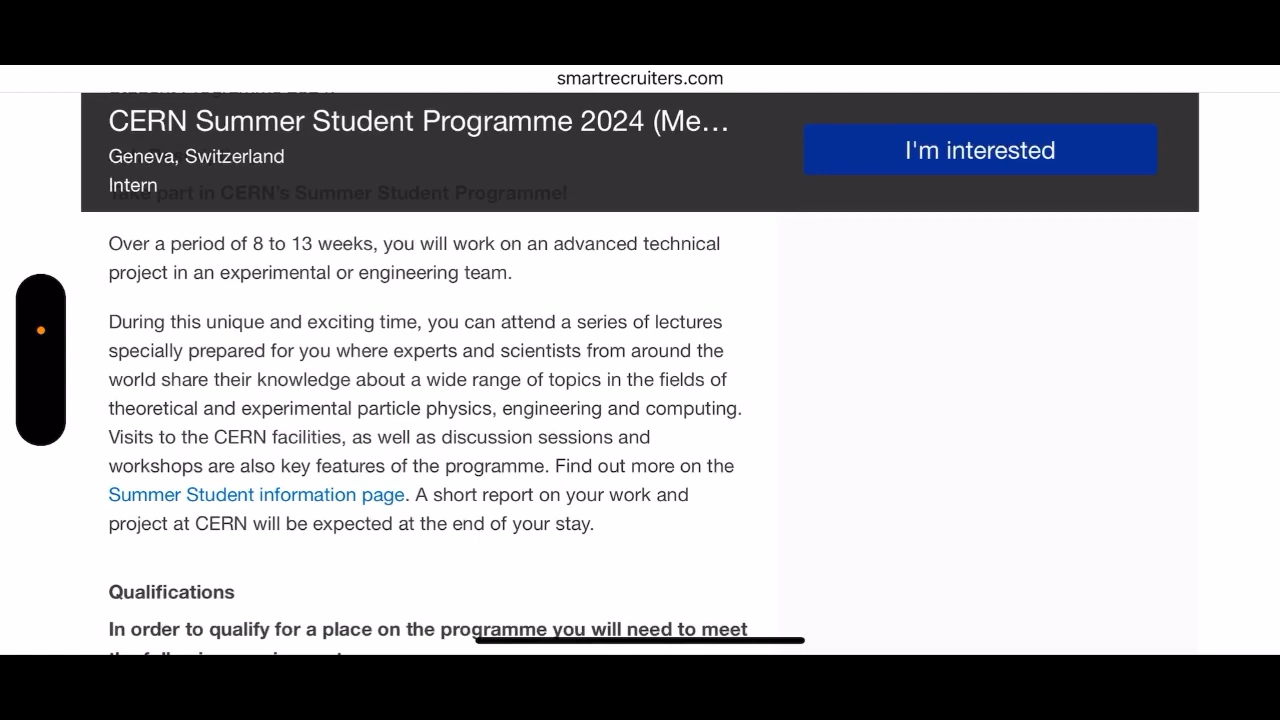 smartrecruiters.com
CERN Summer Student Programme 2024 (Me…
Geneva, Switzerland
Intern
I'm interested
Take part in CERN's Summer Student Programme!
Over a period of 8 to 13 weeks, you will work on an advanced technical
project in an experimental or engineering team.
During this unique and exciting time, you can attend a series of lectures
specially prepared for you where experts and scientists from around the
world share their knowledge about a wide range of topics in the fields of
theoretical and experimental particle physics, engineering and computing.
Visits to the CERN facilities, as well as discussion sessions and
workshops are also key features of the programme. Find out more on the
Summer Student information page. A short report on your work and
project at CERN will be expected at the end of your stay.
Qualifications
In order to qualify for a place on the programme you will need to meet